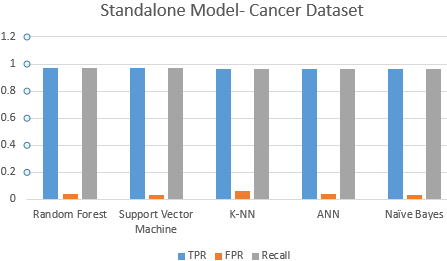 Standalone Model- Cancer Dataset
1.2
1
0.8
0.6
0.4
0.2
0
Random Forest
Support Vector
Machine
K-NN
ANN
Naïve Bayes
TPR FPR Recall